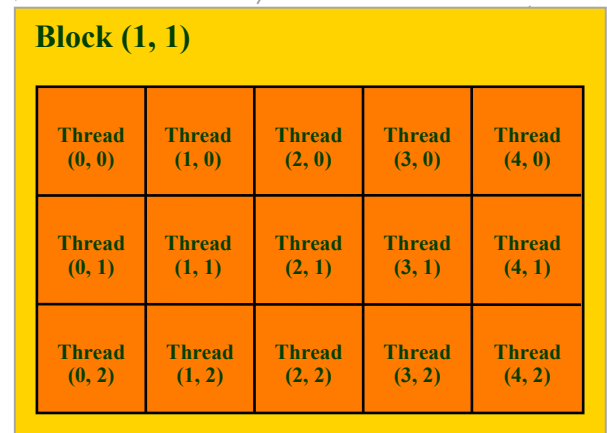 Block (1, 1)
Thread Thread Thread Thread Thread
(0, 0) (1, 0) (2, 0) (3, 0) (4, 0)
Thread Thread Thread Thread Thread
(0, 1) (1, 1) (2, 1) (3, 1) (4, 1)
Thread Thread Thread Thread Thread
(0, 2) (1, 2) (2, 2) (3, 2) (4, 2)